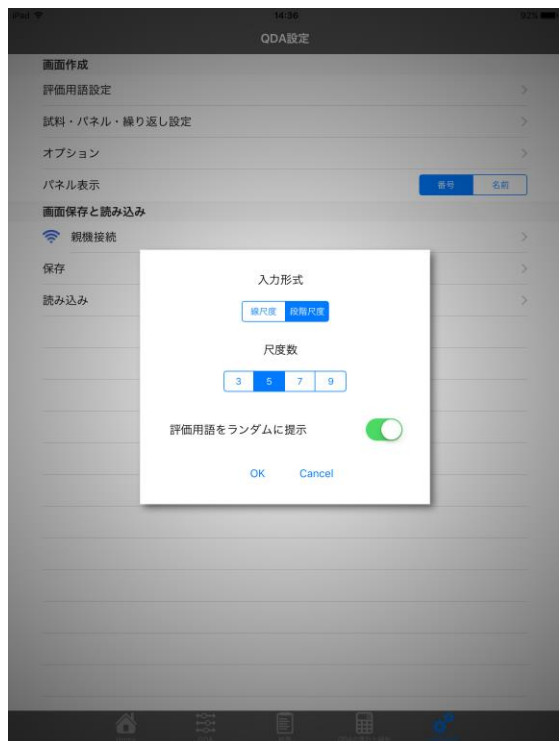 iPad 14:36 92%
QDA設定
画面作成
評価用語設定
試料・パネル・繰り返し設定
オプション
パネル表示 番号 名前
画面保存と読み込み
親機接続
保存
読み込み
入力形式
線尺度 段階尺度
尺度数
3 5 7 9
評価用語をランダムに提示
OK Cancel